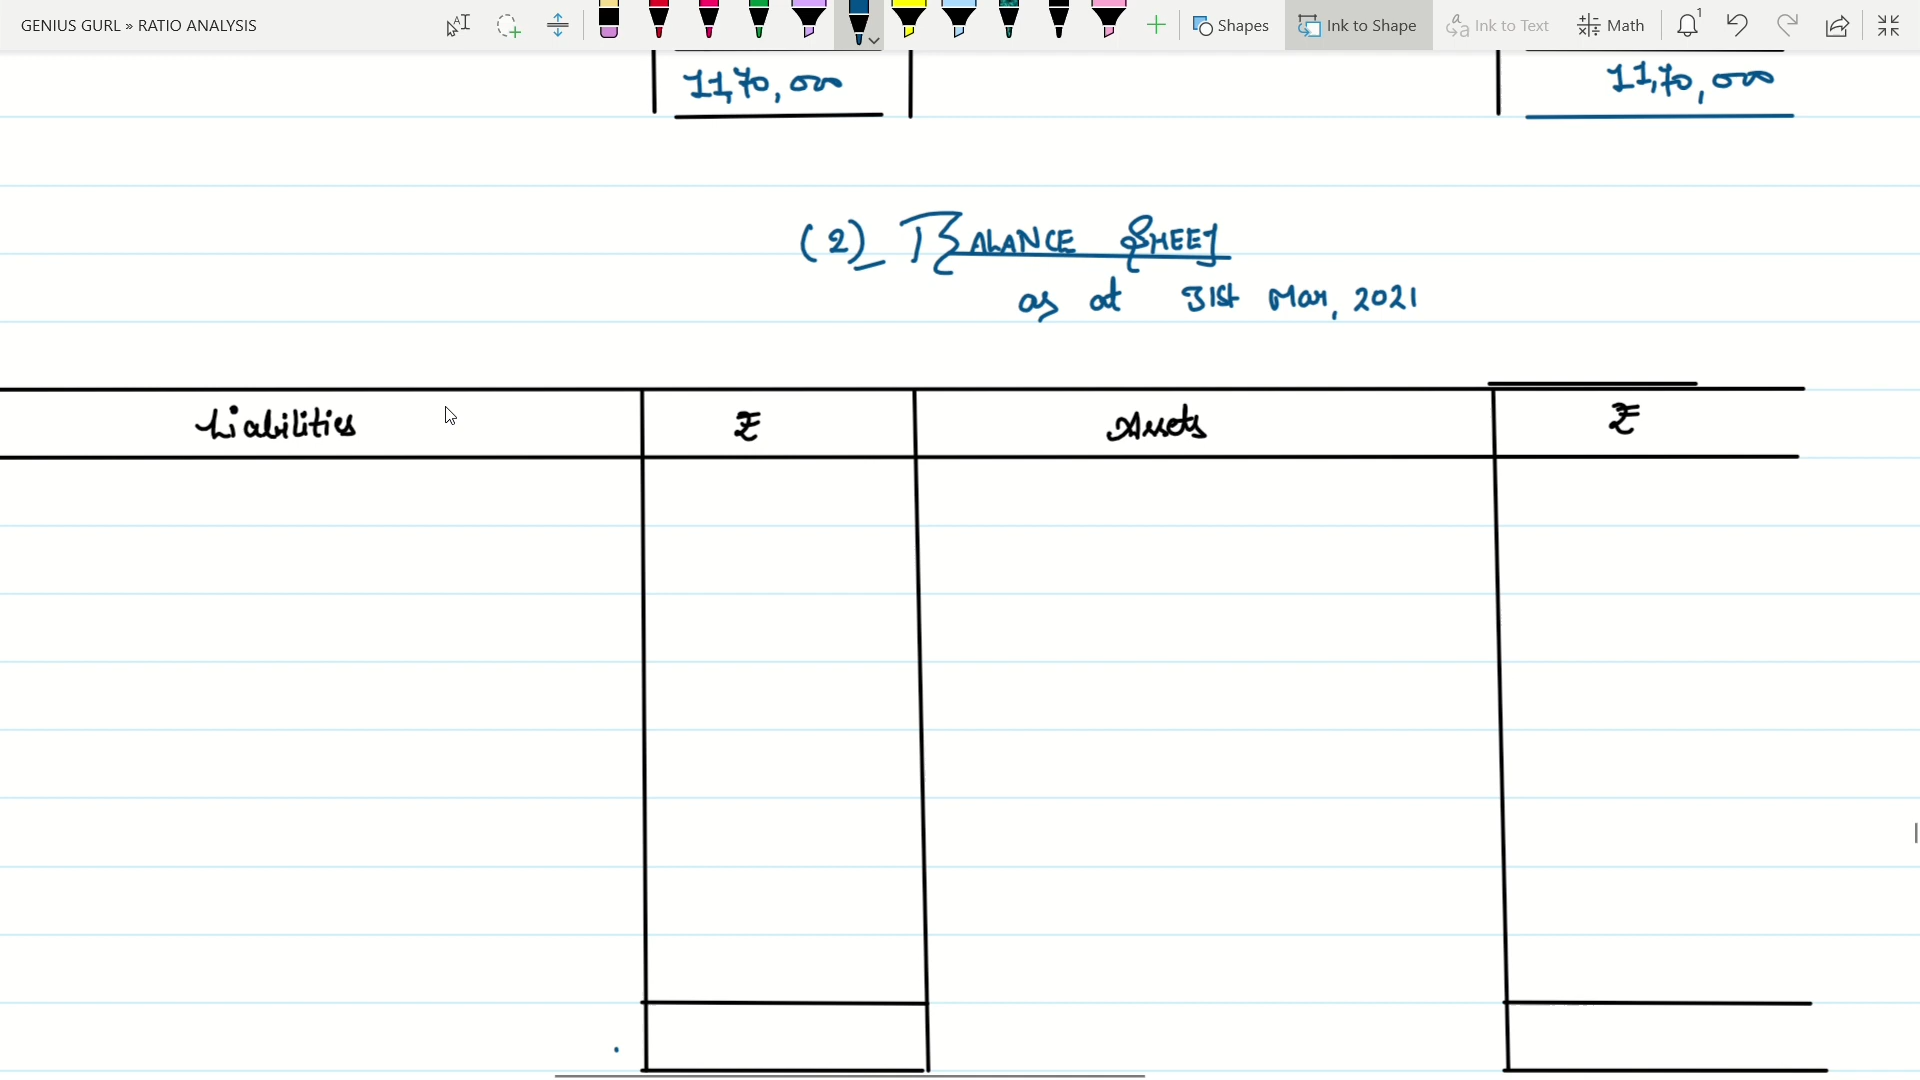 GENIUS GURL » RATIO ANALYSIS
Shapes
Ink to Shape
Ink to Text
Math
1
11,70,000
11,70,000
(2) BALANCE SHEET
as at 31st Mar, 2021
Liabilities ₹ Assets ₹